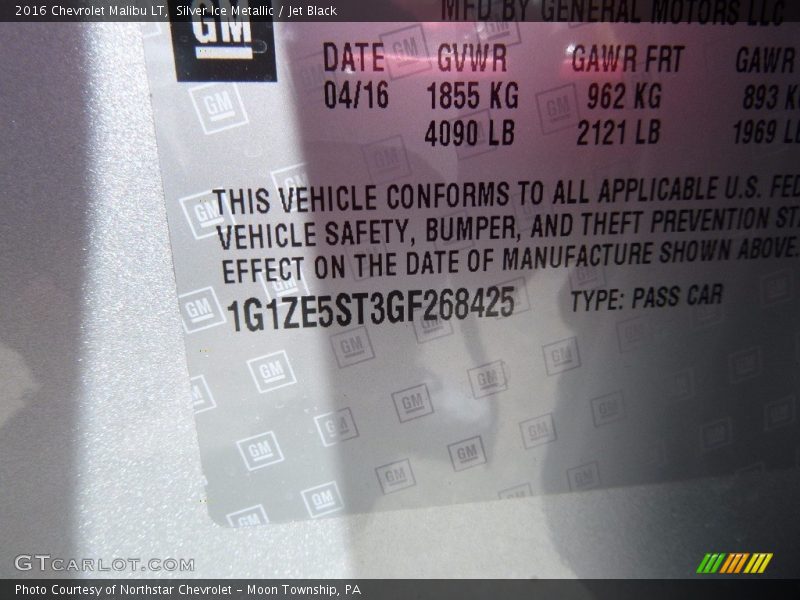 2016 Chevrolet Malibu LT, Silver Ice Metallic / Jet Black
GM
MFD BY GENERAL MOTORS LLC
DATE GVWR GAWR FRT GAWR
04/16 1855 KG 962 KG 893 K
4090 LB 2121 LB 1969 L
THIS VEHICLE CONFORMS TO ALL APPLICABLE U.S. FED
VEHICLE SAFETY, BUMPER, AND THEFT PREVENTION ST
EFFECT ON THE DATE OF MANUFACTURE SHOWN ABOVE.
1G1ZE5ST3GF268425 TYPE: PASS CAR
GTCARLOT.COM
Photo Courtesy of Northstar Chevrolet - Moon Township, PA